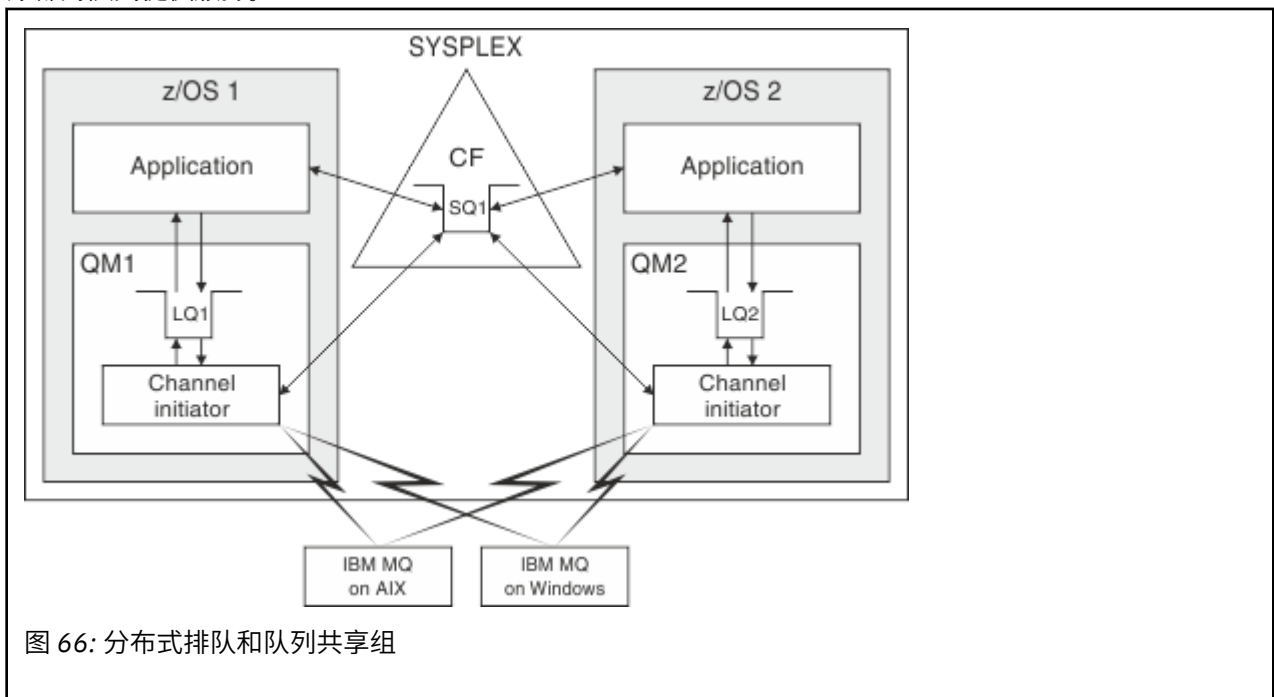 SYSPLEX
z/OS 1
z/OS 2
Application
CF
Application
SQ1
QM1
QM2
LQ1
LQ2
Channel
initiator
Channel
initiator
IBM MQ
on AIX
IBM MQ
on Windows
图 66: 分布式排队和队列共享组